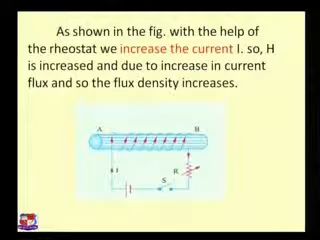 As shown in the fig. with the help of
the rheostat we increase the current I. so, H
is increased and due to increase in current
flux and so the flux density increases.
A B
I
R
S